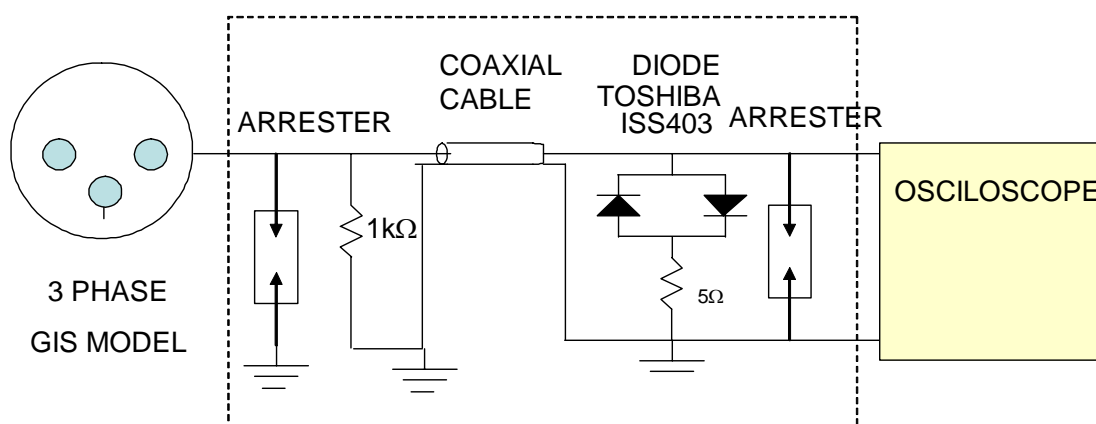 COAXIAL
CABLE
DIODE
TOSHIBA
ISS403
ARRESTER
ARRESTER
OSCILOSCOPE
1kΩ
5Ω
3 PHASE
GIS MODEL